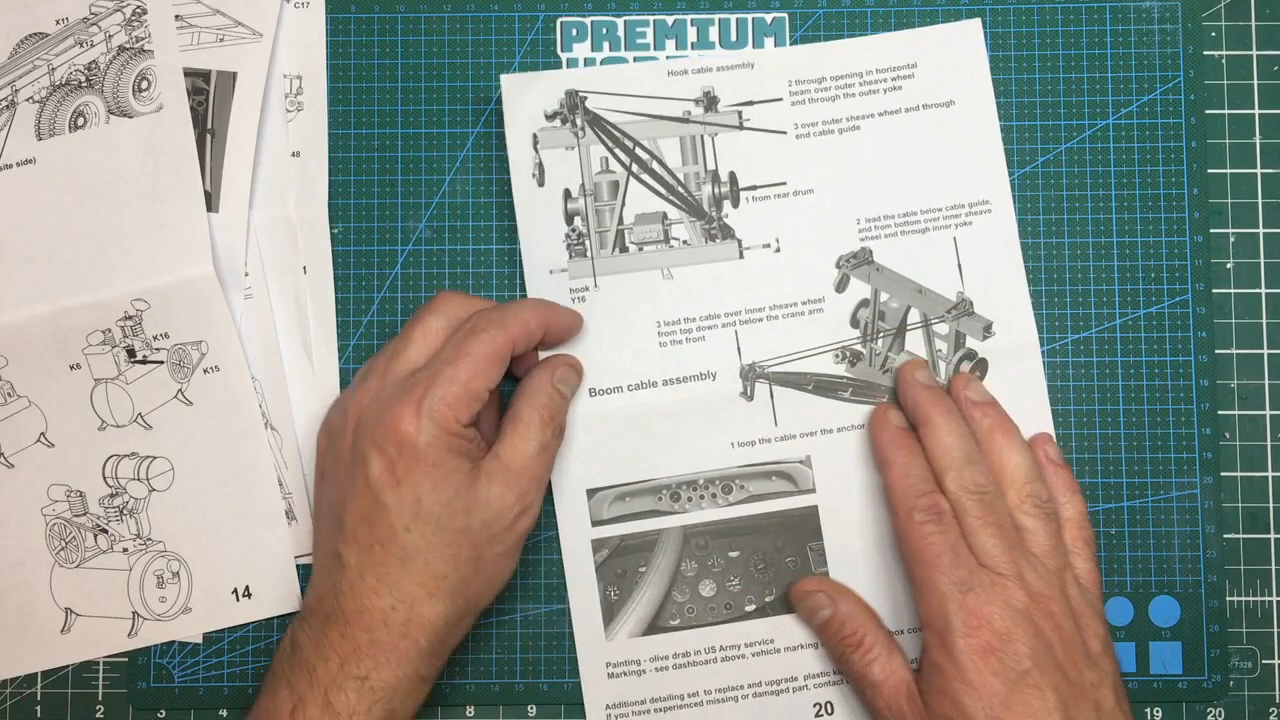 X11
X12
C17
site side)
48
1
K6
K16
K15
14
PREMIUM
Hook cable assembly
2 through opening in horizontal
beam over outer sheave wheel
and through the outer yoke
3 over outer sheave wheel and through
end cable guide
1 from rear drum
hook
Y16
2 lead the cable below cable guide,
and from bottom over inner sheave
wheel and through inner yoke
3 lead the cable over inner sheave wheel
from top down and below the crane arm
to the front
Boom cable assembly
1 loop the cable over the anchor
Painting - olive drab in US Army service
Markings - see dashboard above, vehicle marking box cov
Additional detailing set to replace and upgrade plastic
If you have experienced missing or damaged part, contact
20